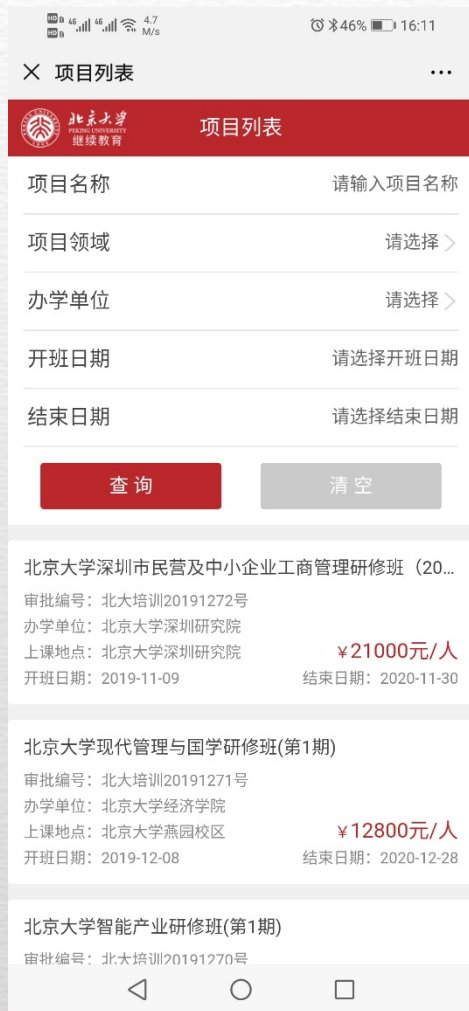 HD 46 46 4.7 M/s 46% 16:11
项目列表
北京大学
PEKING UNIVERSITY
继续教育
项目列表
项目名称 请输入项目名称
项目领域 请选择
办学单位 请选择
开班日期 请选择开班日期
结束日期 请选择结束日期
查询 清空
北京大学深圳市民营及中小企业工商管理研修班（20...
审批编号：北大培训20191272号
办学单位：北京大学深圳研究院
上课地点：北京大学深圳研究院 ¥21000元/人
开班日期：2019-11-09 结束日期：2020-11-30
北京大学现代管理与国学研修班(第1期)
审批编号：北大培训20191271号
办学单位：北京大学经济学院
上课地点：北京大学燕园校区 ¥12800元/人
开班日期：2019-12-08 结束日期：2020-12-28
北京大学智能产业研修班(第1期)
审批编号：北大培训20191270号